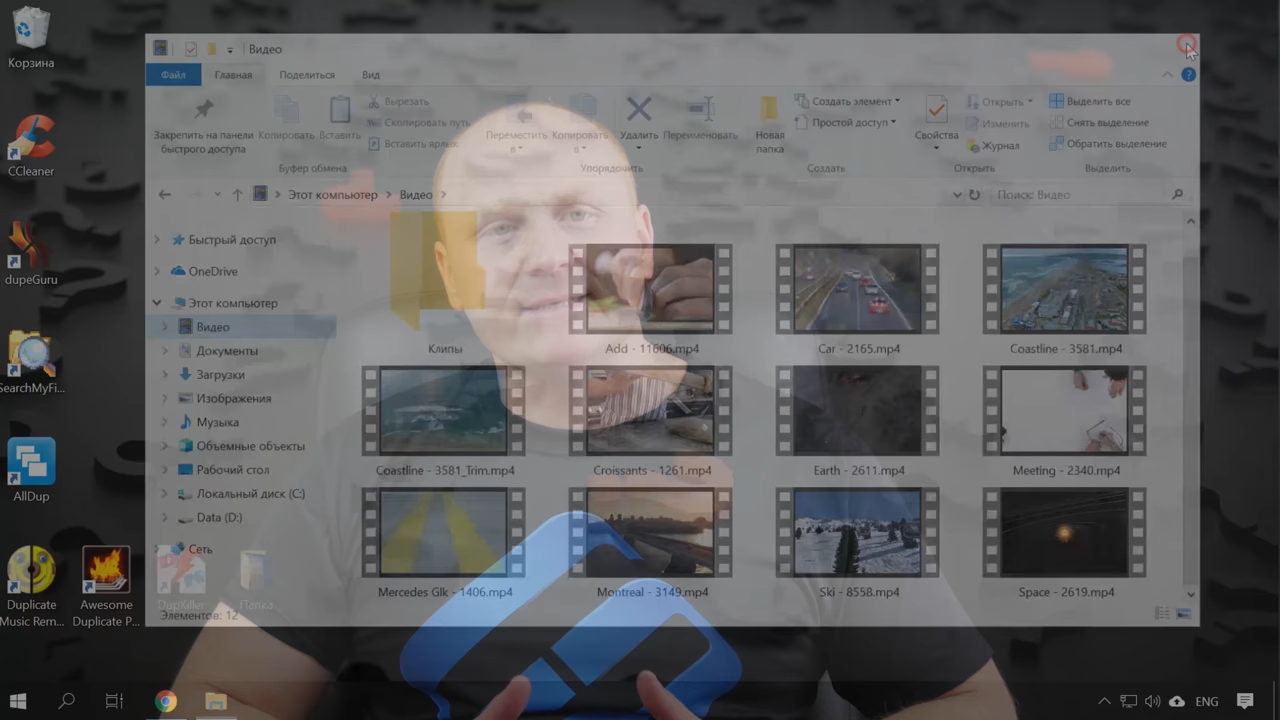 Корзина
CCleaner
dupeGuru
SearchMyFi...
AllDup
Duplicate
Music Rem...
Awesome
Duplicate P...
DupKiller
Папка
Видео
Файл
Главная
Поделиться
Вид
Закрепить на панели
быстрого доступа
Копировать
Вставить
Вырезать
Скопировать путь
Вставить ярлык
Буфер обмена
Переместить
в
Копировать
в
Удалить
Переименовать
Упорядочить
Новая
папка
Создать элемент
Простой доступ
Создать
Свойства
Открыть
Изменить
Журнал
Открыть
Выделить все
Снять выделение
Обратить выделение
Выделить
Этот компьютер > Видео >
Поиск: Видео
Быстрый доступ
OneDrive
Этот компьютер
Видео
Документы
Загрузки
Изображения
Музыка
Объемные объекты
Рабочий стол
Локальный диск (C:)
Data (D:)
Сеть
Элементов: 12
Клипы
Add - 11606.mp4
Car - 2165.mp4
Coastline - 3581.mp4
Coastline - 3581_Trim.mp4
Croissants - 1261.mp4
Earth - 2611.mp4
Meeting - 2340.mp4
Mercedes Glk - 1406.mp4
Montreal - 3149.mp4
Ski - 8558.mp4
Space - 2619.mp4
ENG